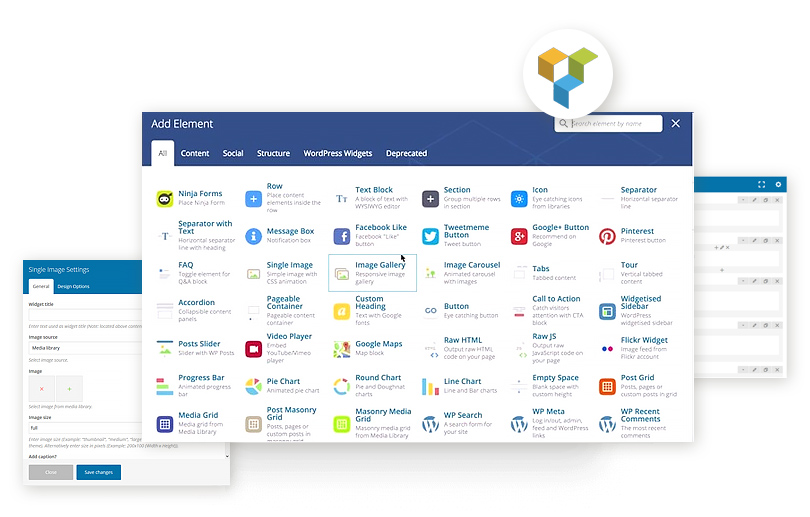 Add Element
Search element by name
All
Content
Social
Structure
WordPress Widgets
Deprecated
Ninja Forms
Place Ninja Form
Row
Place content
elements inside the
row
Text Block
A block of text with
WYSIWYG editor
Section
Group multiple rows
in section
Icon
Eye catching icons
from libraries
Separator
Horizontal separator
line
Separator with
Text
Horizontal separator
line with heading
Message Box
Notification box
Facebook Like
Facebook "Like"
button
Tweetmeme
Button
Tweet button
Google+ Button
Recommend on
Google
Pinterest
Pinterest button
FAQ
Toggle element for
Q&A block
Single Image
Simple image with
CSS animation
Image Gallery
Responsive image
gallery
Image Carousel
Animated carousel
with images
Tabs
Tabbed content
Tour
Vertical tabbed
content
Accordion
Collapsible content
panels
Pageable
Container
Pageable content
container
Custom
Heading
Text with Google
fonts
Button
Eye catching button
Call to Action
Catch visitors
attention with CTA
block
Widgetised
Sidebar
WordPress
widgetised sidebar
Posts Slider
Slider with WP Posts
Video Player
Embed
YouTube/Vimeo
player
Google Maps
Map block
Raw HTML
Output raw HTML
code on your page
Raw JS
Output raw
JavaScript code on
your page
Flickr Widget
Image feed from
Flickr account
Progress Bar
Animated progress
bar
Pie Chart
Animated pie chart
Round Chart
Pie and Doughnat
charts
Line Chart
Line and Bar charts
Empty Space
Blank space with
custom height
Post Grid
Posts, pages or
custom posts in grid
Media Grid
Media grid from
Media Library
Post Masonry
Grid
Posts, pages or
custom posts in
masonry grid
Masonry Media
Grid
Masonry media grid
from Media Library
WP Search
A search form for
your site
WP Meta
Log in/out, admin,
feed and WordPress
links
WP Recent
Comments
The most recent
comments
Single Image Settings
General
Design Options
Widget title
Enter text used as widget title (Note: located above content
Image source
Media library
Select image source.
Image
Select image from media library.
Image size
full
Enter image size (Example: "thumbnail", "medium", "large"
theme). Alternatively enter size in pixels (Example: 200x100 (Width x Height)).
Add caption?
Close
Save changes